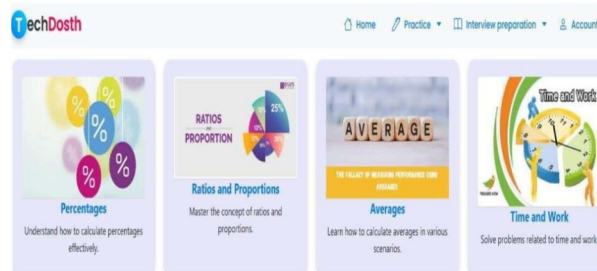 TechDosth
Home Practice Interview preparation Account
%
%
%
%
Percentages
Understand how to calculate percentages
effectively.
RATIOS
PROPORTION
25%
Ratios and Proportions
Master the concept of ratios and
proportions.
AVERAGE
THE FALLACY OF MEASURING PERFORMANCE USING
AVERAGES
Averages
Learn how to calculate averages in various
scenarios.
Time and Work
Time and Work
Solve problems related to time and work